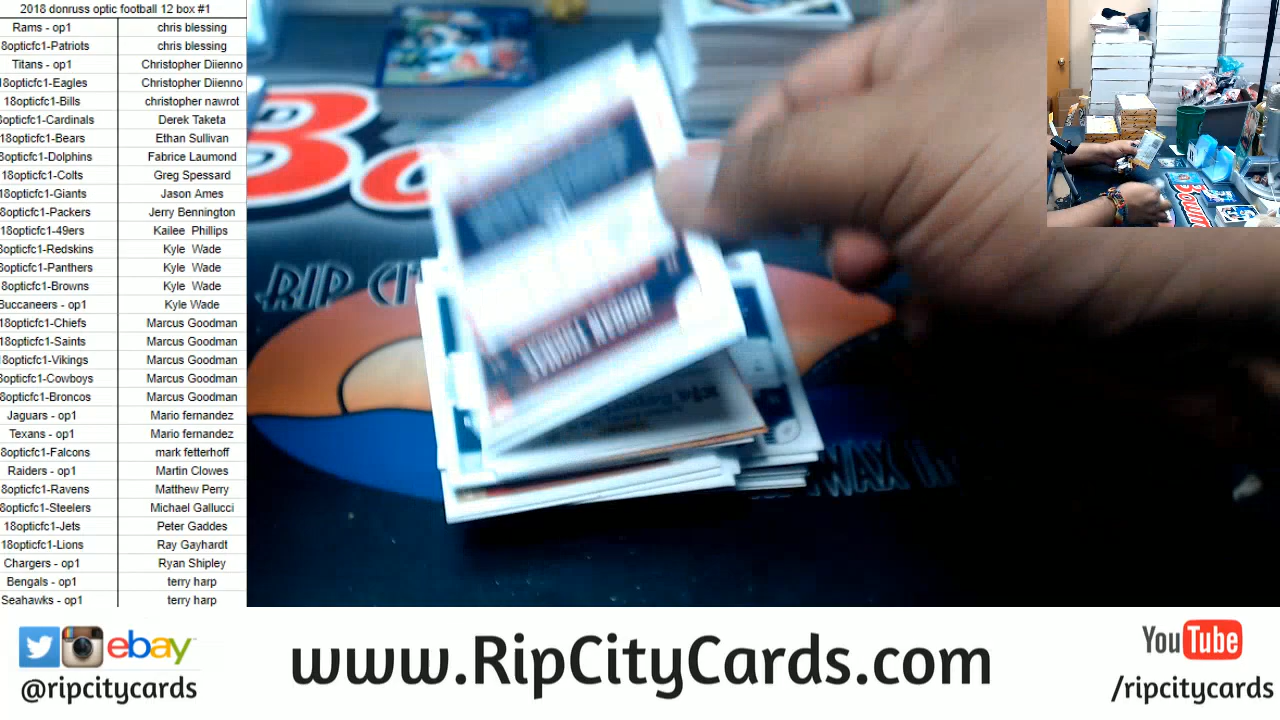 2018 donruss optic football 12 box #1
Rams - op1 chris blessing
8opticfc1-Patriots chris blessing
Titans - op1 Christopher Diienno
8opticfc1-Eagles Christopher Diienno
18opticfc1-Bills christopher nawrot
8opticfc1-Cardinals Derek Taketa
18opticfc1-Bears Ethan Sullivan
8opticfc1-Dolphins Fabrice Laumond
18opticfc1-Colts Greg Spessard
18opticfc1-Giants Jason Ames
8opticfc1-Packers Jerry Bennington
18opticfc1-49ers Kailee Phillips
8opticfc1-Redskins Kyle Wade
8opticfc1-Panthers Kyle Wade
8opticfc1-Browns Kyle Wade
Buccaneers - op1 Kyle Wade
18opticfc1-Chiefs Marcus Goodman
18opticfc1-Saints Marcus Goodman
18opticfc1-Vikings Marcus Goodman
8opticfc1-Cowboys Marcus Goodman
8opticfc1-Broncos Marcus Goodman
Jaguars - op1 Mario fernandez
Texans - op1 Mario fernandez
8opticfc1-Falcons mark fetterhoff
Raiders - op1 Martin Clowes
8opticfc1-Ravens Matthew Perry
8opticfc1-Steelers Michael Gallucci
18opticfc1-Jets Peter Gaddes
18opticfc1-Lions Ray Gayhardt
Chargers - op1 Ryan Shipley
Bengals - op1 terry harp
Seahawks - op1 terry harp
RIP CI
WAX
ebay
@ripcitycards
www.RipCityCards.com
YouTube
/ripcitycards